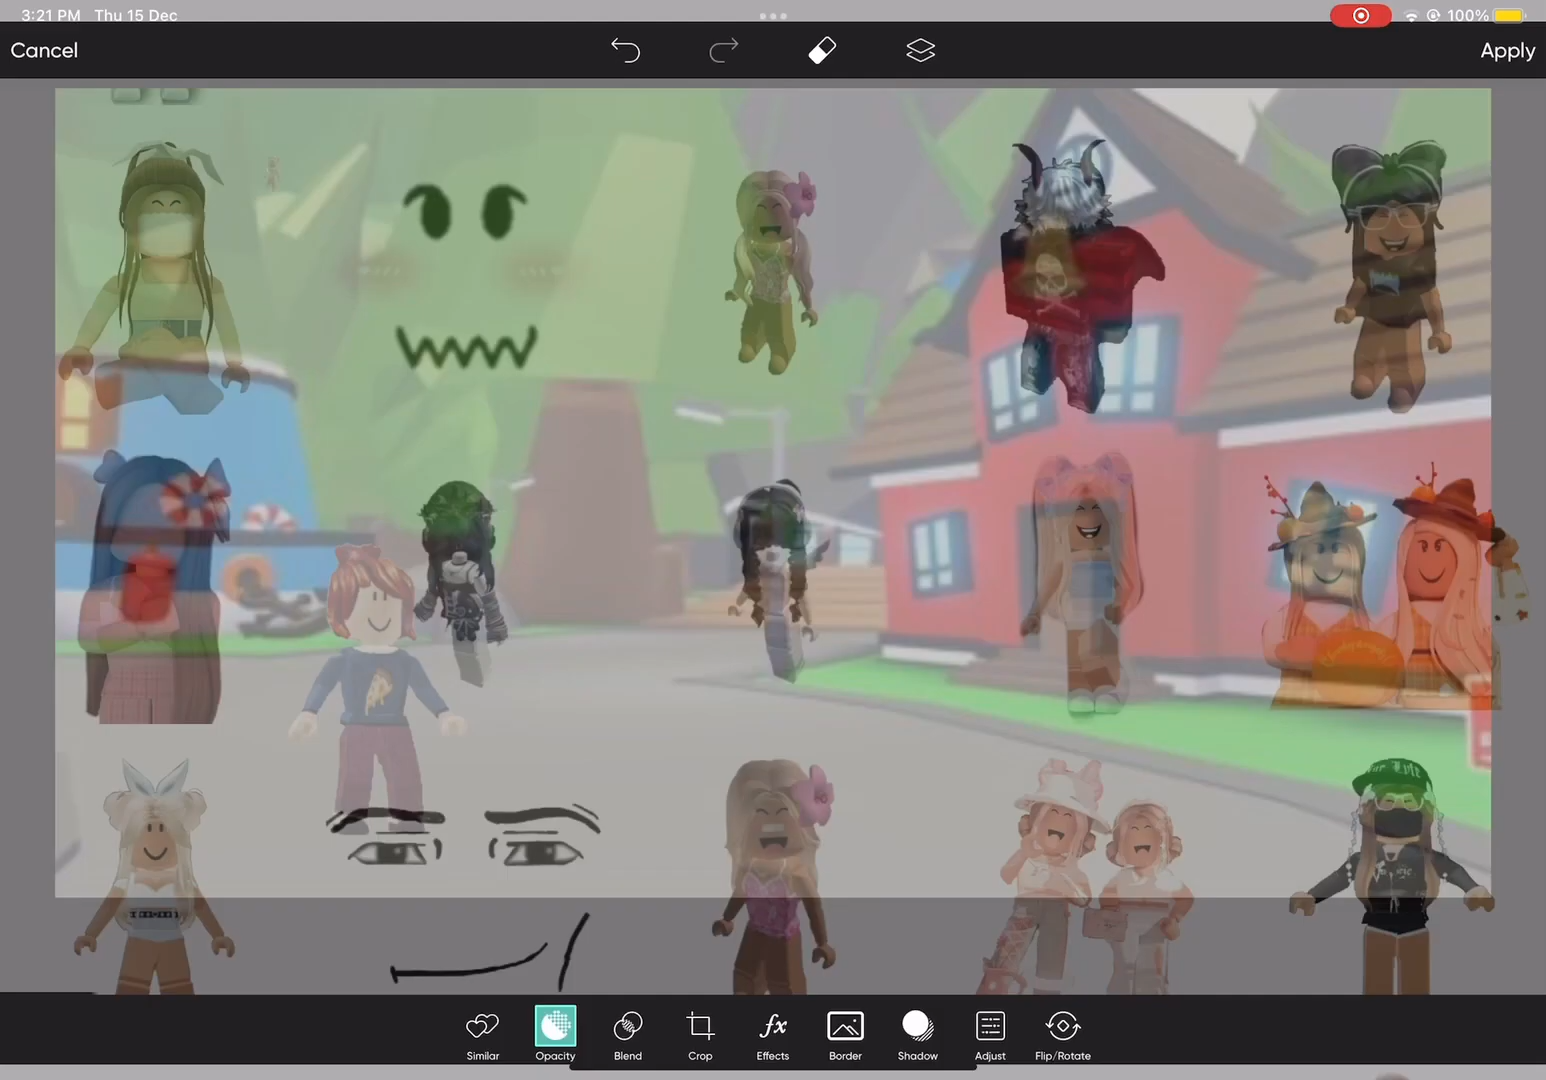 3:21 PM Thu 15 Dec
100%
Cancel
Apply
Similar
Opacity
Blend
Crop
fx
Effects
Border
Shadow
Adjust
Flip/Rotate